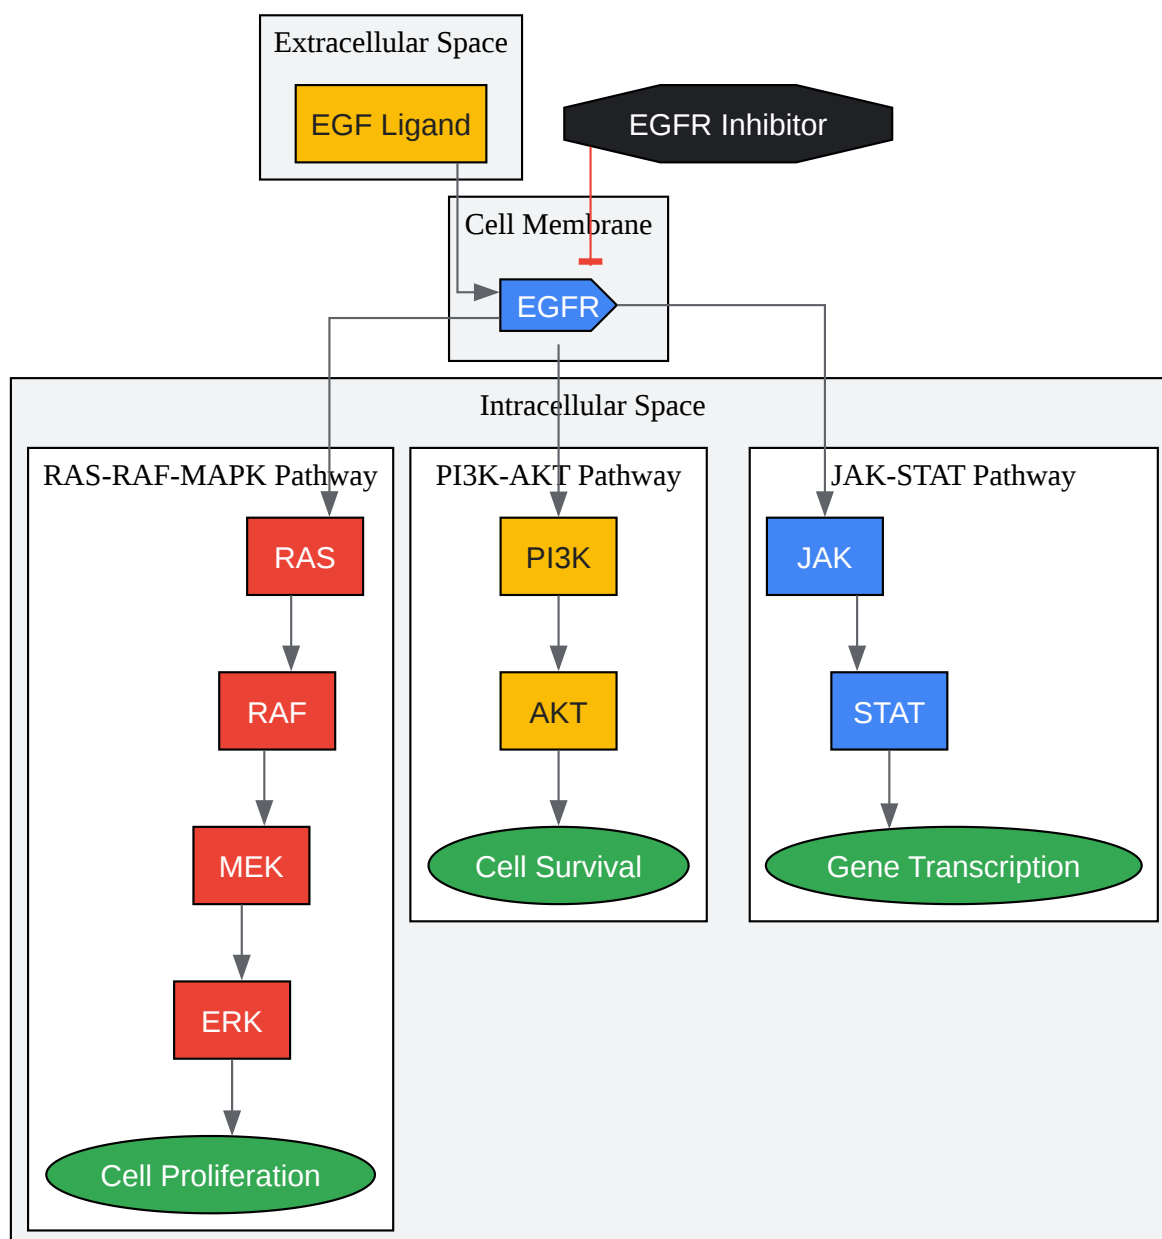 Extracellular Space
EGF Ligand
EGFR Inhibitor
Cell Membrane
EGFR
Intracellular Space
RAS-RAF-MAPK Pathway
RAS
RAF
MEK
ERK
Cell Proliferation
PI3K-AKT Pathway
PI3K
AKT
Cell Survival
JAK-STAT Pathway
JAK
STAT
Gene Transcription